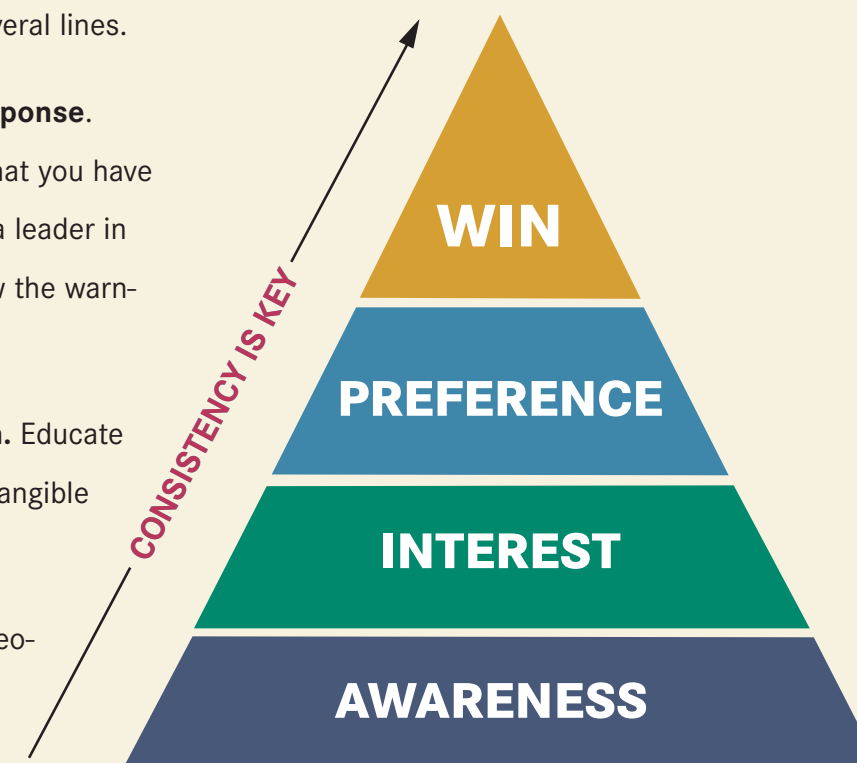 veral lines.
ponse.
hat you have
a leader in
w the warn-
n. Educate
angible
eo-
CONSISTENCY IS KEY
WIN
PREFERENCE
INTEREST
AWARENESS